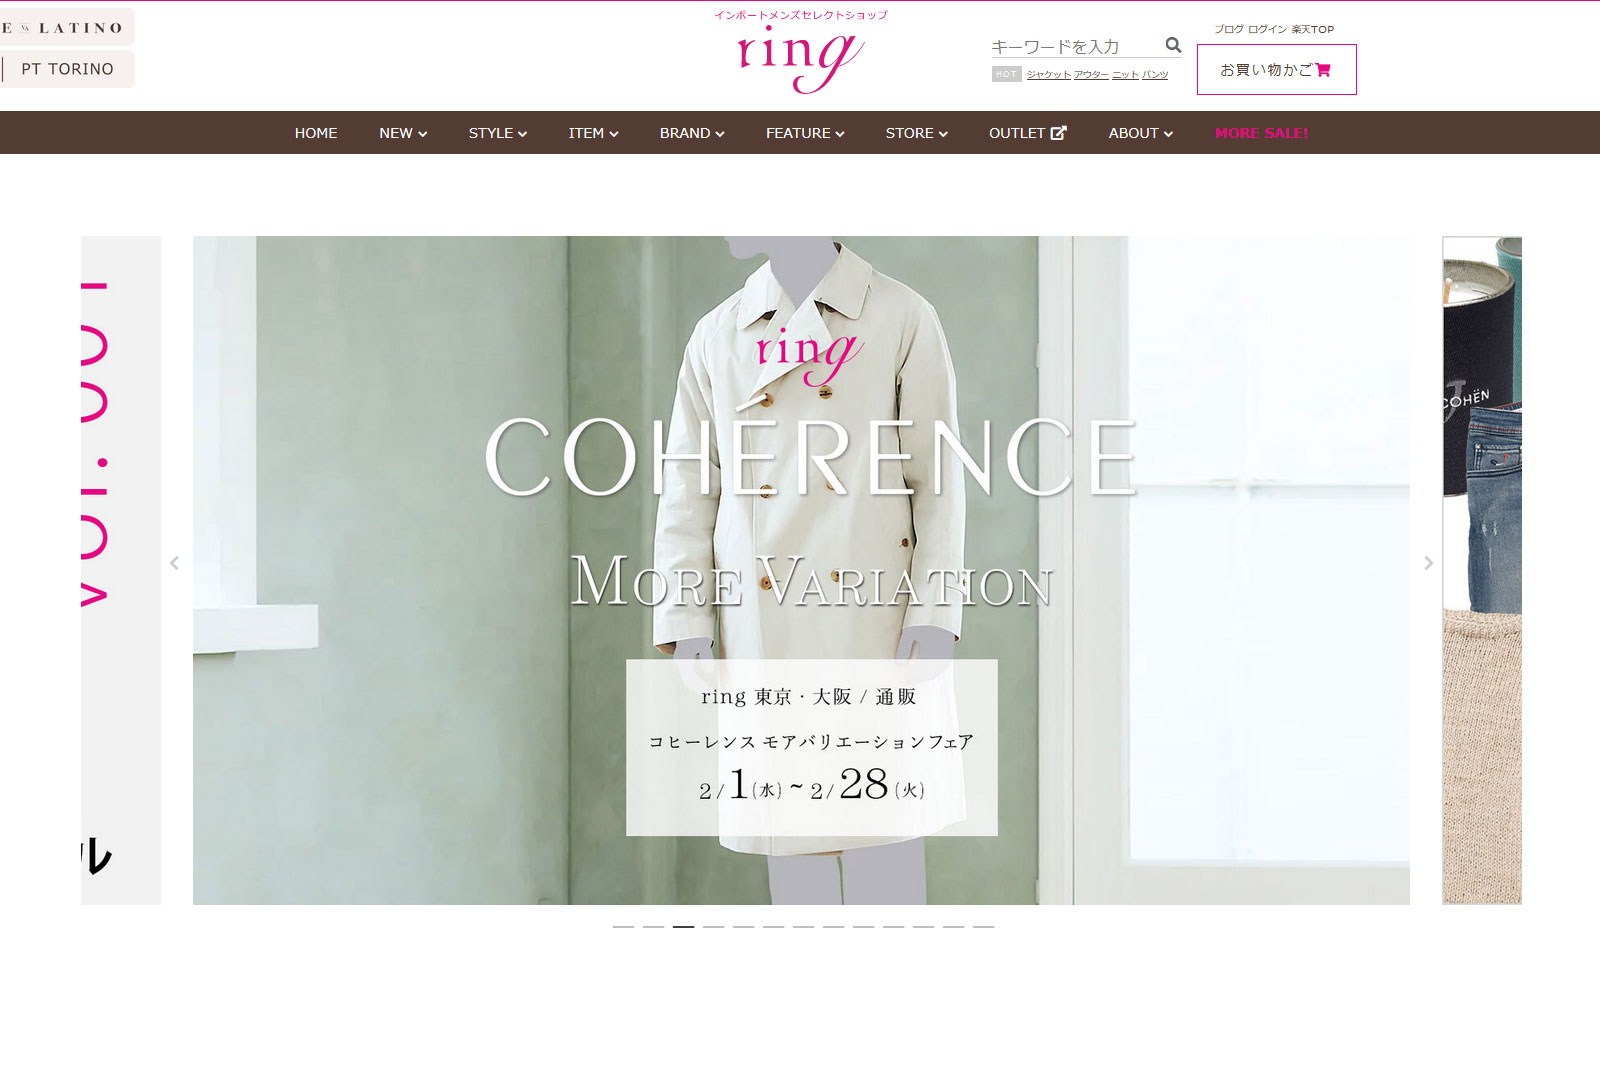 LATINO
PT TORINO
インポートメンズセレクトショップ
ring
キーワードを入力
HOT ジャケット アウター ニット パンツ
ブログ ログイン 楽天TOP
お買い物かご
HOME NEW STYLE ITEM BRAND FEATURE STORE OUTLET ABOUT MORE SALE!
ring
COHÉRENCE
MORE VARIATION
ring 東京・大阪 / 通販
コヒーレンス モアバリエーションフェア
2/1(水) ~ 2/28(火)
ル
COHËN